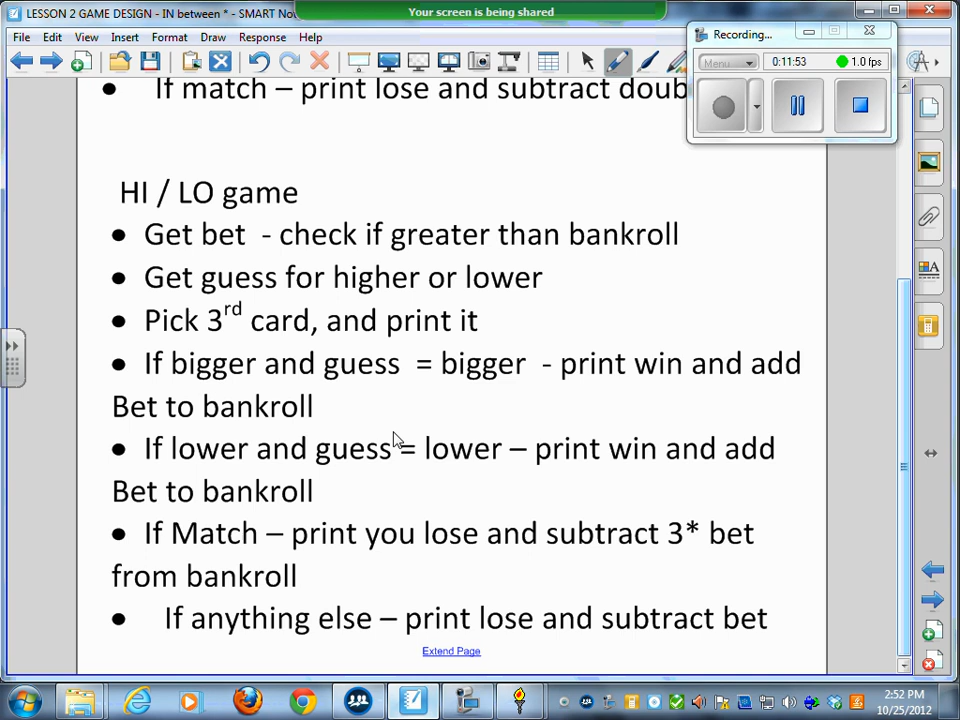 LESSON 2 GAME DESIGN - IN between * - SMART No
Your screen is being shared
File Edit View Insert Format Draw Response Help
Recording...
Menu 0:11:53 1.0 fps
• If match – print lose and subtract doub
HI / LO game
• Get bet - check if greater than bankroll
• Get guess for higher or lower
• Pick 3rd card, and print it
• If bigger and guess = bigger - print win and add
Bet to bankroll
• If lower and guess = lower – print win and add
Bet to bankroll
• If Match – print you lose and subtract 3* bet
from bankroll
• If anything else – print lose and subtract bet
Extend Page
2:52 PM
10/25/2012